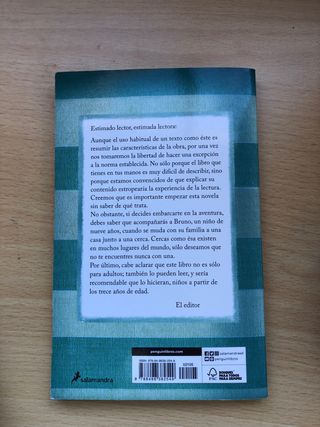 Estimado lector, estimada lectora:
Aunque el uso habitual de un texto como éste es
resumir las características de la obra, por una
vez nos tomaremos la libertad de hacer una excepción
a la norma establecida. No sólo porque el libro que
tienes en tus manos es muy difícil de describir, sino
porque estamos convencidos de que explicar su
contenido estropearía la experiencia de la lectura.
Creemos que es importante empezar esta novela
sin saber de qué trata.
No obstante, si decides embarcarte en la aventura,
debes saber que acompañarás a Bruno, un niño
de nueve años, cuando se muda con su familia a una
casa junto a una cerca. Cercas como ésa existen
en muchos lugares del mundo, sólo deseamos que
no te encuentres nunca con una.
Por último, cabe aclarar que este libro no es sólo
para adultos; también lo pueden leer, y sería
recomendable que lo hicieran, niños a partir de
los trece años de edad.
El editor
salamandra
www.penguinlibros.com
salamandraed
penguinlibros
FSC